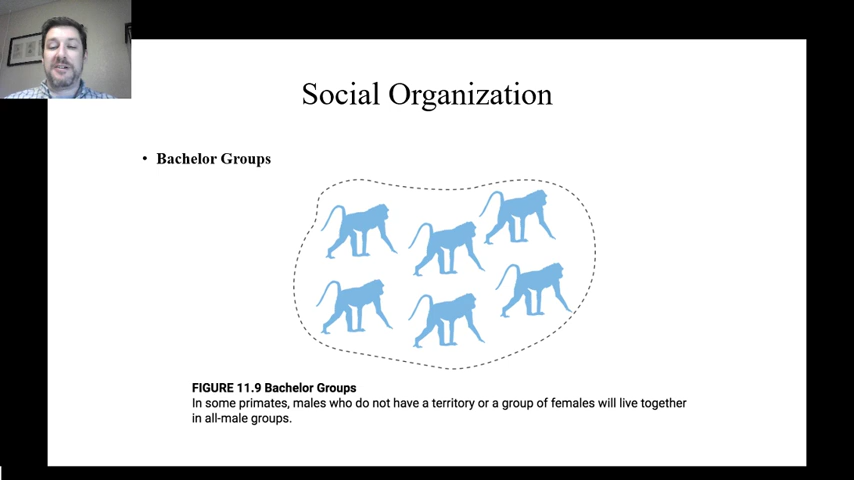 Social Organization
• Bachelor Groups
FIGURE 11.9 Bachelor Groups
In some primates, males who do not have a territory or a group of females will live together
in all-male groups.